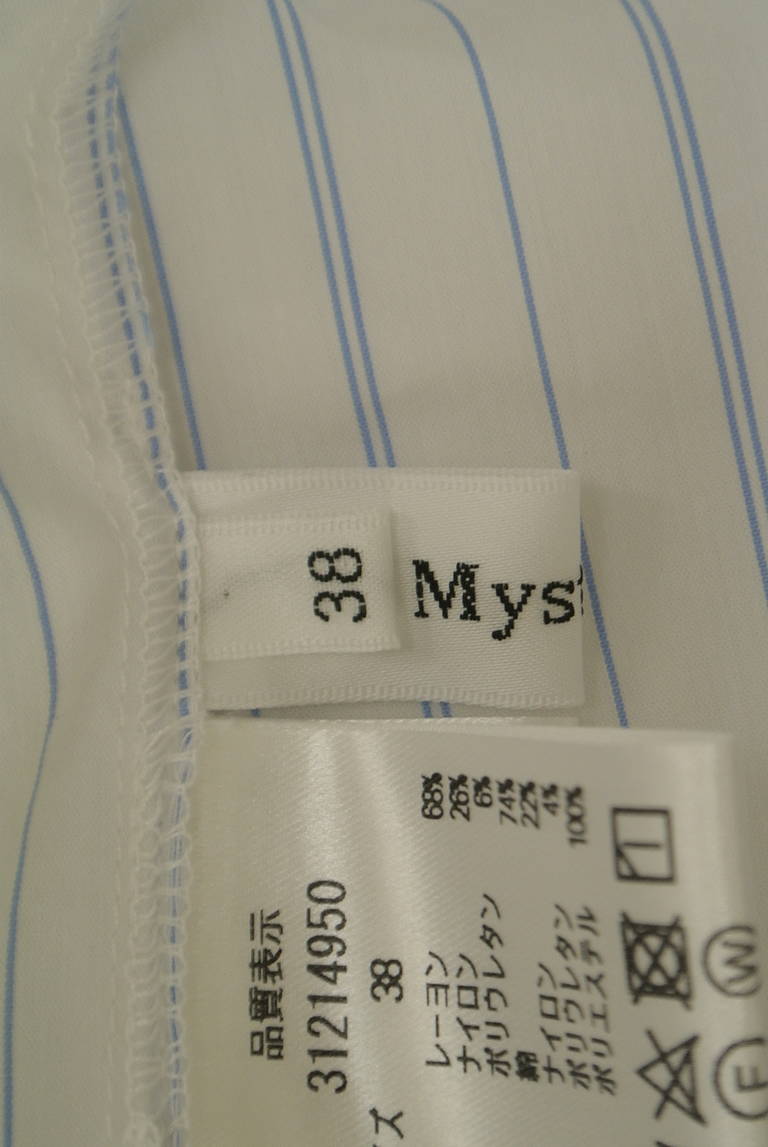 38
Mys
品質表示
31214950
ズ 38
レーヨン 68%
ナイロン 26%
ポリウレタン 6%
綿 74%
ナイロン 22%
ポリウレタン 4%
ポリエステル 100%
W
F